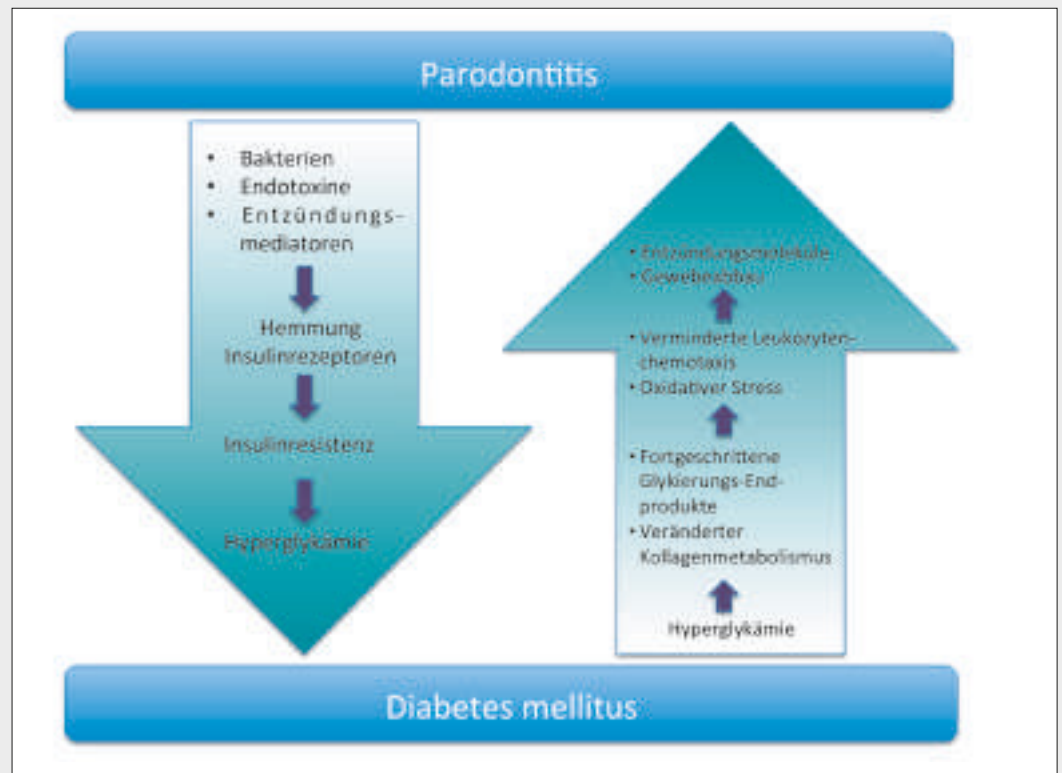 Parodontitis
• Bakterien
• Endotoxine
• Entzündungs-
mediatoren
Hemmung
Insulinrezeptoren
Insulinresistenz
Hyperglykämie
• Entzündungsmoleküle
• Gewebeabbau
• Verminderte Leukozyten-
chemotaxis
• Oxidativer Stress
• Fortgeschrittene
Glykierungs-End-
produkte
• Veränderter
Kollagenmetabolismus
Hyperglykämie
Diabetes mellitus